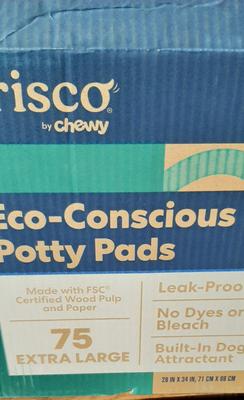 risco
by chewy
Eco-Conscious
Potty Pads
Made with FSC®
Certified Wood Pulp
and Paper
75
EXTRA LARGE
Leak-Proo
No Dyes or
Bleach
Built-In Dog
Attractant
28 IN X 34 IN, 71 CM X 86 CM